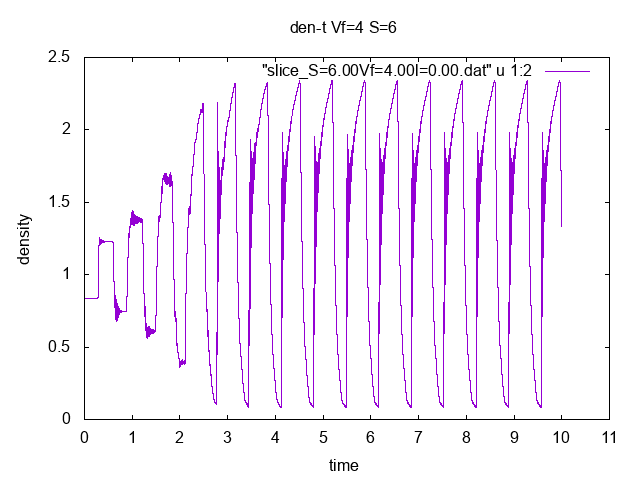 den-t Vf=4 S=6
"slice_S=6.00Vf=4.00I=0.00.dat" u 1:2
2.5
2
1.5
1
0.5
0
density
0 1 2 3 4 5 6 7 8 9 10 11
time